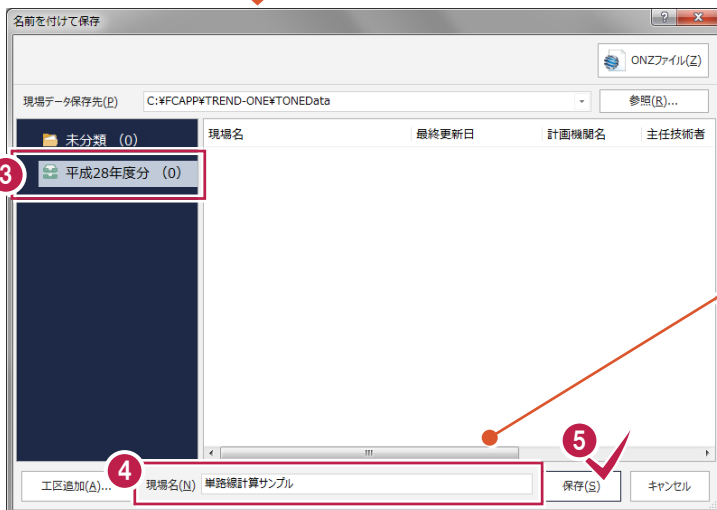 名前を付けて保存
ONZファイル(Z)
現場データ保存先(P) C:¥FCAPP¥TREND-ONE¥TONEData 参照(R)...
未分類 (0) 現場名 最終更新日 計画機関名 主任技術者
3 平成28年度分 (0)
5
4
工区追加(A)... 現場名(N) 単路線計算サンプル 保存(S) キャンセル